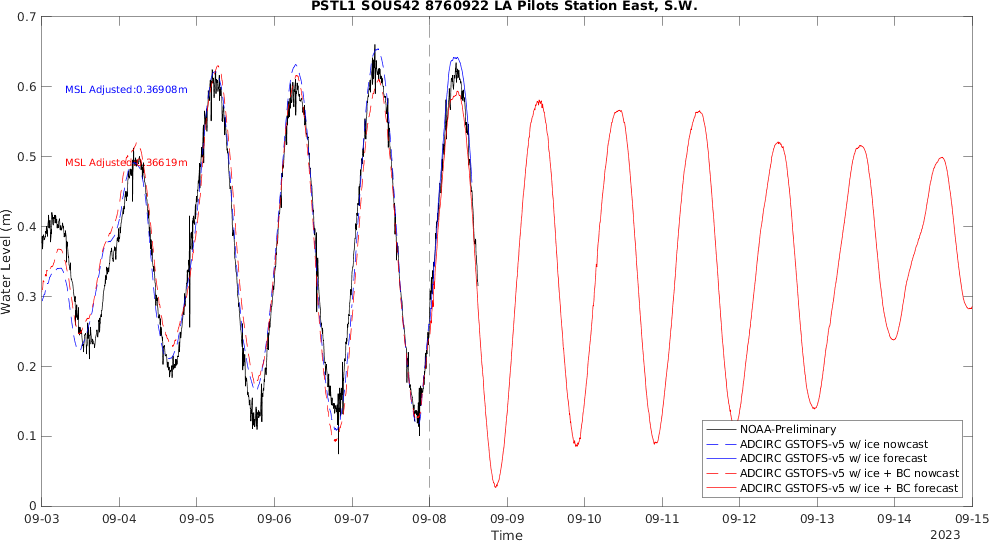 PSTL1 SOUS42 8760922 LA Pilots Station East, S.W.
Water Level (m)
0.7
0.6
0.5
0.4
0.3
0.2
0.1
0
MSL Adjusted:0.36908m
MSL Adjusted:0.36619m
NOAA-Preliminary
ADCIRC GSTOFS-v5 w/ ice nowcast
ADCIRC GSTOFS-v5 w/ ice forecast
ADCIRC GSTOFS-v5 w/ ice + BC nowcast
ADCIRC GSTOFS-v5 w/ ice + BC forecast
09-03 09-04 09-05 09-06 09-07 09-08 09-09 09-10 09-11 09-12 09-13 09-14 09-15
Time
2023